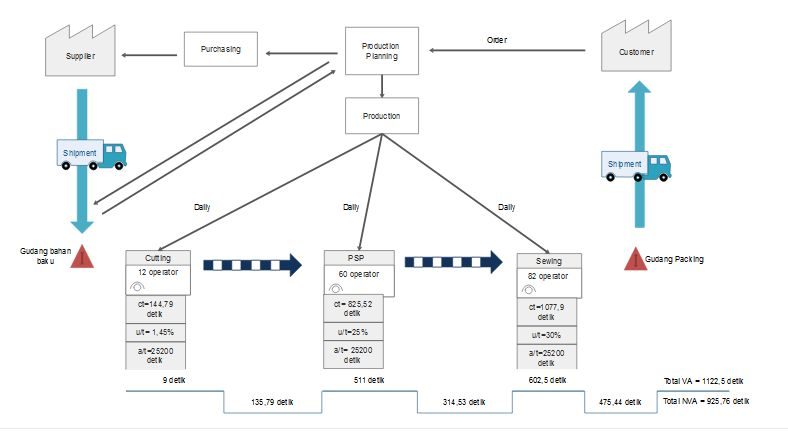 Supplier
Purchasing
Production
Planning
Order
Customer
Production
Shipment
Shipment
Daily
Daily
Daily
Gudang bahan
baku
Gudang Packing
Cutting
12 operator
ct=144,79
detik
u/t= 1,45%
a/t=25200
detik
PSP
60 operator
ct= 825,52
detik
u/t=25%
a/t= 25200
detik
Sewing
82 operator
ct=1077,9
detik
u/t=30%
a/t=25200
detik
9 detik
511 detik
602,5 detik
Total VA = 1122,5 detik
135,79 detik
314,53 detik
475,44 detik
Total NVA = 925,76 detik